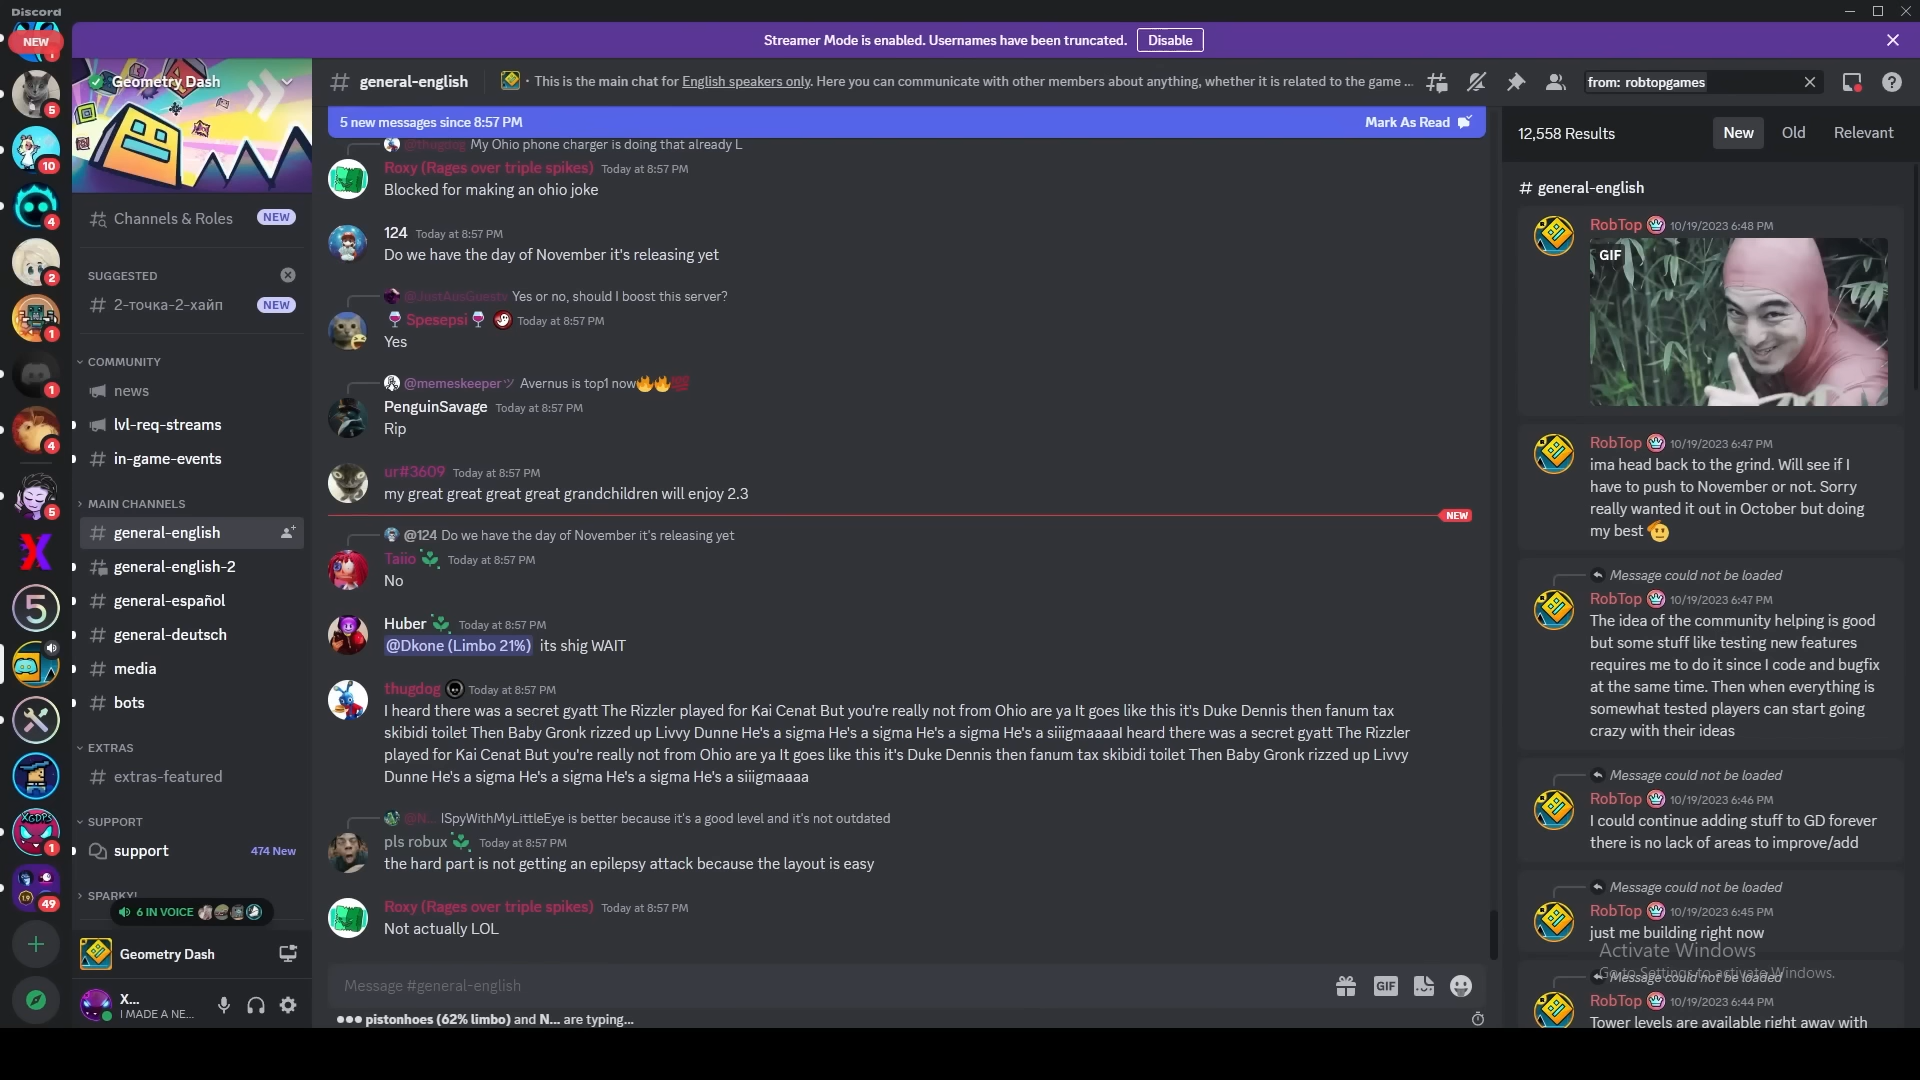 Discord
Streamer Mode is enabled. Usernames have been truncated.
Disable
NEW
1
5
10
4
2
1
1
4
5
5
1
49
Geometry Dash
Channels & Roles
NEW
SUGGESTED
2-точка-2-хайп
NEW
COMMUNITY
news
lvl-req-streams
in-game-events
MAIN CHANNELS
general-english
general-english-2
general-español
general-deutsch
media
bots
EXTRAS
extras-featured
SUPPORT
support
474 New
SPARKY!
6 IN VOICE
Geometry Dash
X...
I MADE A NE...
general-english
· This is the main chat for English speakers only. Here you can communicate with other members about anything, whether it is related to the game ...
from: robtopgames
5 new messages since 8:57 PM
Mark As Read
@thugdog My Ohio phone charger is doing that already L
Roxy (Rages over triple spikes) Today at 8:57 PM
Blocked for making an ohio joke
124 Today at 8:57 PM
Do we have the day of November it's releasing yet
Yes or no, should I boost this server?
🍷Spesepsi🍷 Today at 8:57 PM
Yes
@memeskeeperツ Avernus is top1 now🔥🔥💯
PenguinSavage Today at 8:57 PM
Rip
ur#3609 Today at 8:57 PM
my great great great great grandchildren will enjoy 2.3
NEW
@124 Do we have the day of November it's releasing yet
Taiio Today at 8:57 PM
No
Huber Today at 8:57 PM
@Dkone (Limbo 21%) its shig WAIT
thugdog Today at 8:57 PM
I heard there was a secret gyatt The Rizzler played for Kai Cenat But you're really not from Ohio are ya It goes like this it's Duke Dennis then fanum tax
skibidi toilet Then Baby Gronk rizzed up Livvy Dunne He's a sigma He's a sigma He's a sigma He's a siiigmaaaaI heard there was a secret gyatt The Rizzler
played for Kai Cenat But you're really not from Ohio are ya It goes like this it's Duke Dennis then fanum tax skibidi toilet Then Baby Gronk rizzed up Livvy
Dunne He's a sigma He's a sigma He's a sigma He's a siiigmaaaa
@N... ISpyWithMyLittleEye is better because it's a good level and it's not outdated
pls robux Today at 8:57 PM
the hard part is not getting an epilepsy attack because the layout is easy
Roxy (Rages over triple spikes) Today at 8:57 PM
Not actually LOL
Message #general-english
GIF
pistonhoes (62% limbo) and N... are typing...
12,558 Results
New
Old
Relevant
# general-english
RobTop 10/19/2023 6:48 PM
GIF
RobTop 10/19/2023 6:47 PM
ima head back to the grind. Will see if I
have to push to November or not. Sorry
really wanted it out in October but doing
my best 🫡
Message could not be loaded
RobTop 10/19/2023 6:47 PM
The idea of the community helping is good
but some stuff like testing new features
requires me to do it since I code and bugfix
at the same time. Then when everything is
somewhat tested players can start going
crazy with their ideas
Message could not be loaded
RobTop 10/19/2023 6:46 PM
I could continue adding stuff to GD forever
there is no lack of areas to improve/add
Message could not be loaded
RobTop 10/19/2023 6:45 PM
just me building right now
Activate Windows
Go to Settings to activate Windows.
Message could not be loaded
RobTop 10/19/2023 6:44 PM
Tower levels are available right away with